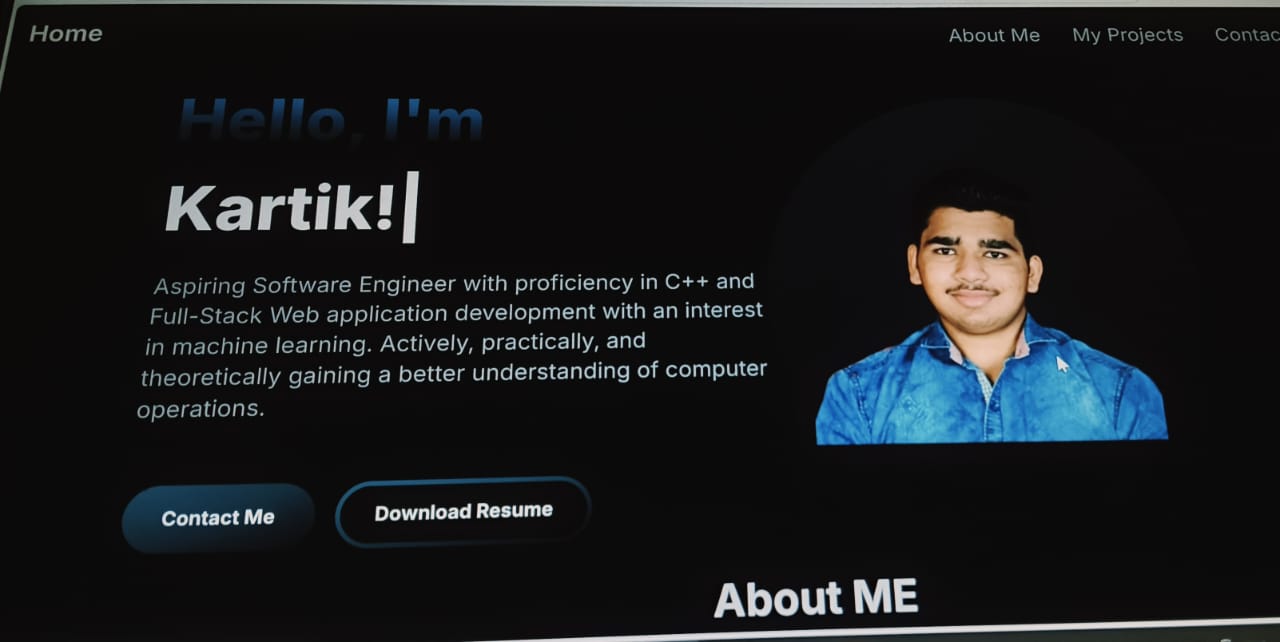 Home
About Me
My Projects
Hello, I'm
Kartik!
Aspiring Software Engineer with proficiency in C++ and
Full-Stack Web application development with an interest
in machine learning. Actively, practically, and
theoretically gaining a better understanding of computer
operations.
Contact Me
Download Resume
About ME